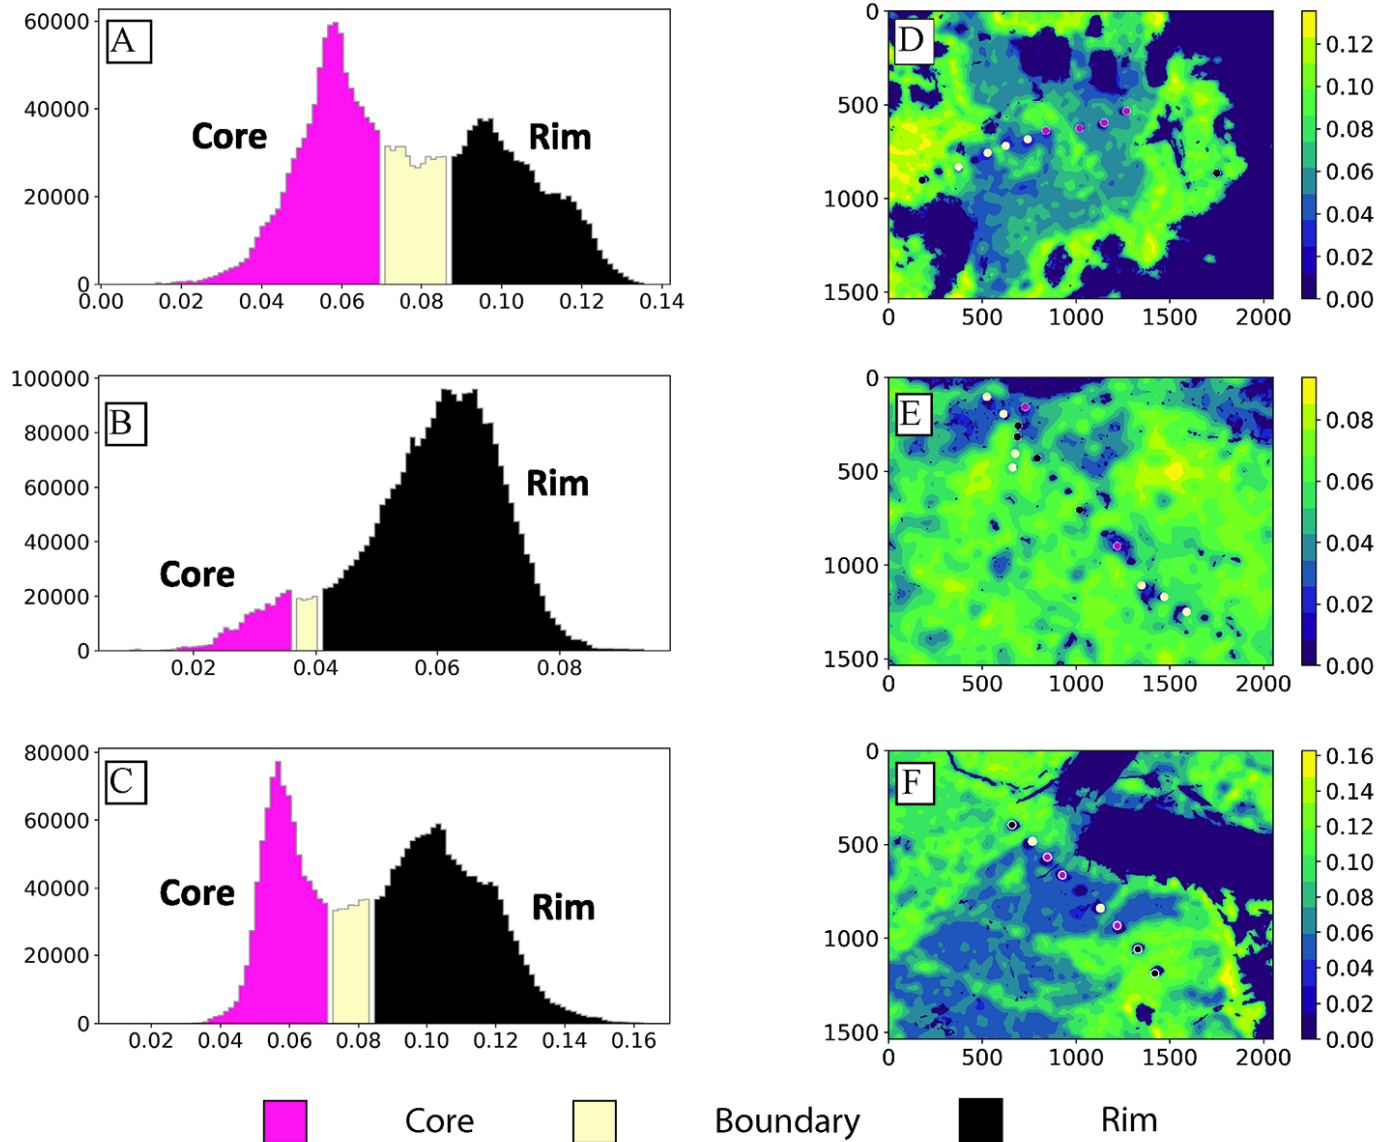 A
60000
40000
20000
0
Core
Rim
0.00 0.02 0.04 0.06 0.08 0.10 0.12 0.14
D
0
500
1000
1500
0 500 1000 1500 2000
0.12
0.10
0.08
0.06
0.04
0.02
0.00
B
100000
80000
60000
40000
20000
0
Core
Rim
0.02 0.04 0.06 0.08
E
0
500
1000
1500
0 500 1000 1500 2000
0.08
0.06
0.04
0.02
0.00
C
80000
60000
40000
20000
0
Core
Rim
0.02 0.04 0.06 0.08 0.10 0.12 0.14 0.16
F
0
500
1000
1500
0 500 1000 1500 2000
0.16
0.14
0.12
0.10
0.08
0.06
0.04
0.02
0.00
Core Boundary Rim